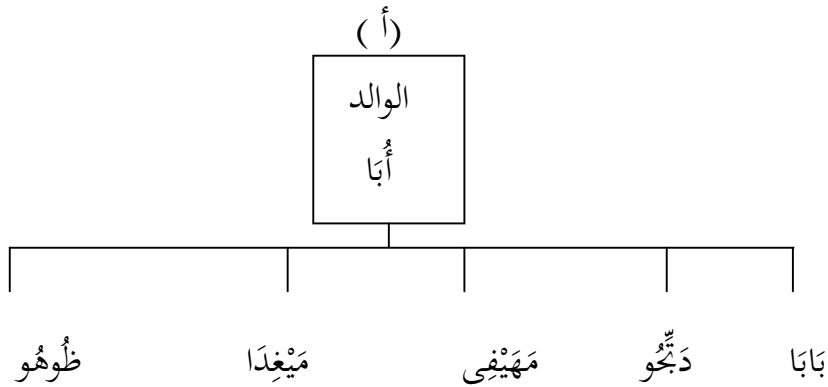 (أ)
الوالد
أُبَا
بَابَا دَتِّجُو مَهَيْفِى مَيْغِدَا ظُوهُو